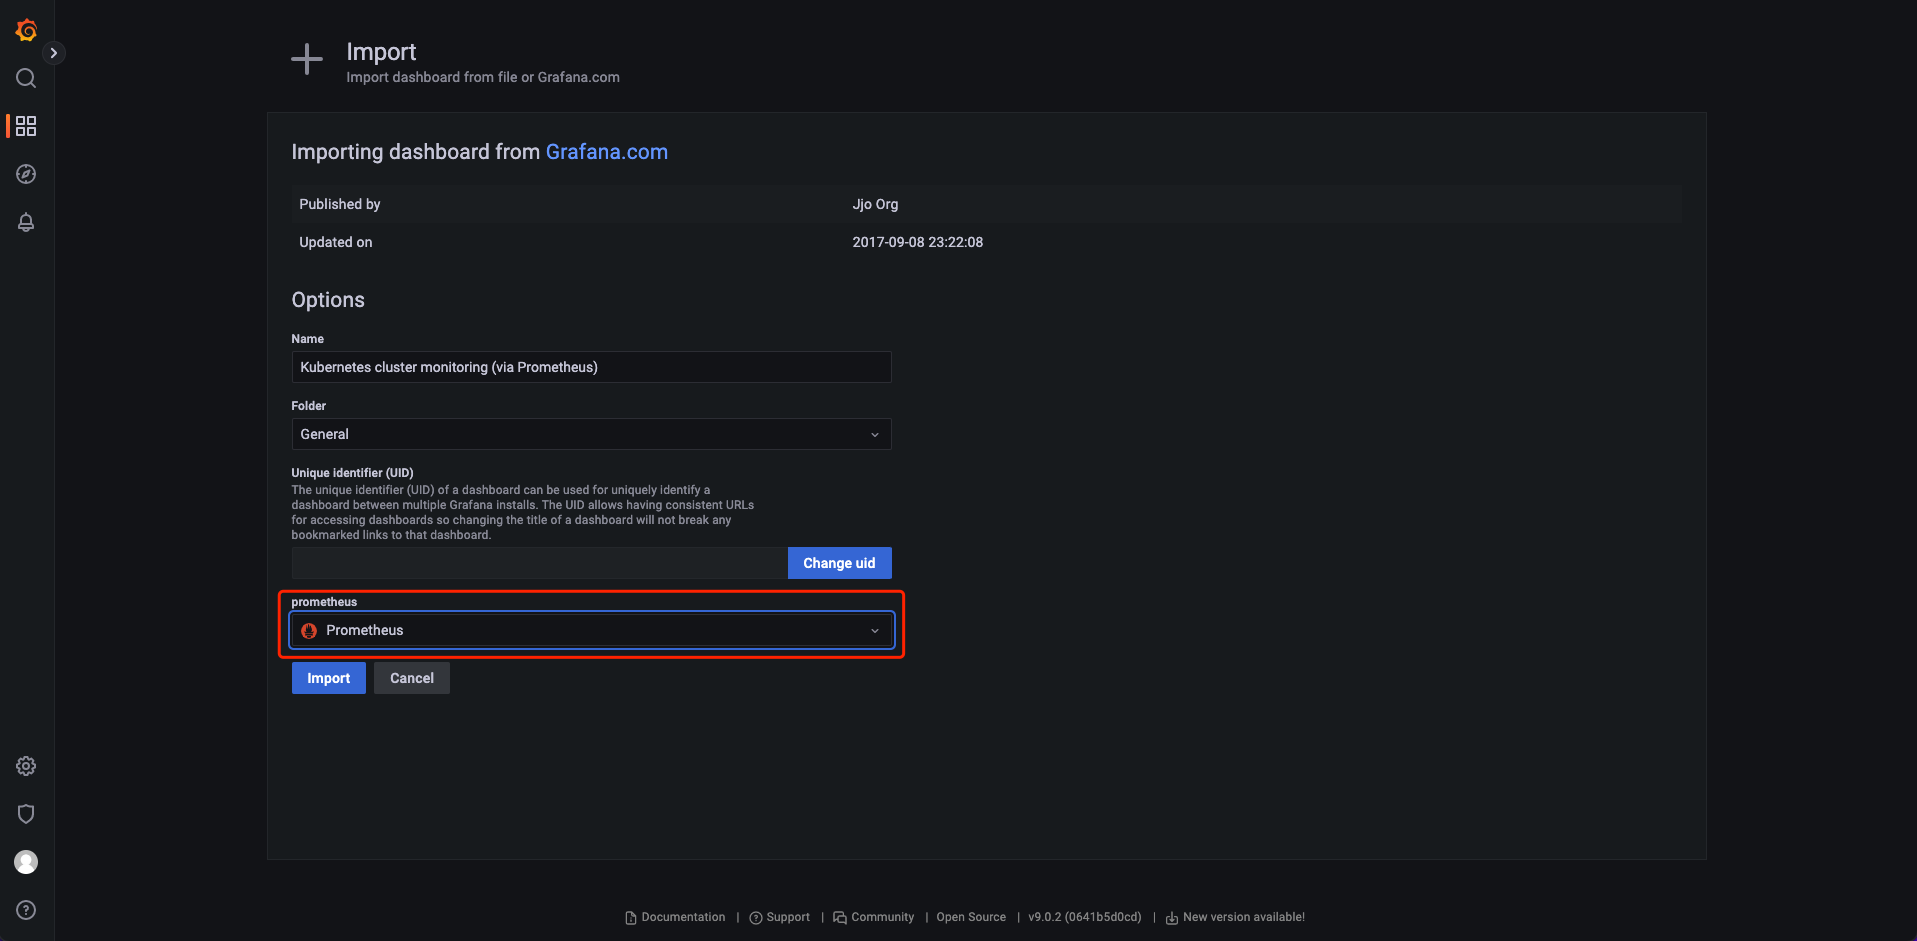 Import
Import dashboard from file or Grafana.com
Importing dashboard from Grafana.com
Published by Jjo Org
Updated on 2017-09-08 23:22:08
Options
Name
Kubernetes cluster monitoring (via Prometheus)
Folder
General
Unique identifier (UID)
The unique identifier (UID) of a dashboard can be used for uniquely identify a
dashboard between multiple Grafana installs. The UID allows having consistent URLs
for accessing dashboards so changing the title of a dashboard will not break any
bookmarked links to that dashboard.
Change uid
prometheus
Prometheus
Import Cancel
Documentation | Support | Community | Open Source | v9.0.2 (0641b5d0cd) | New version available!